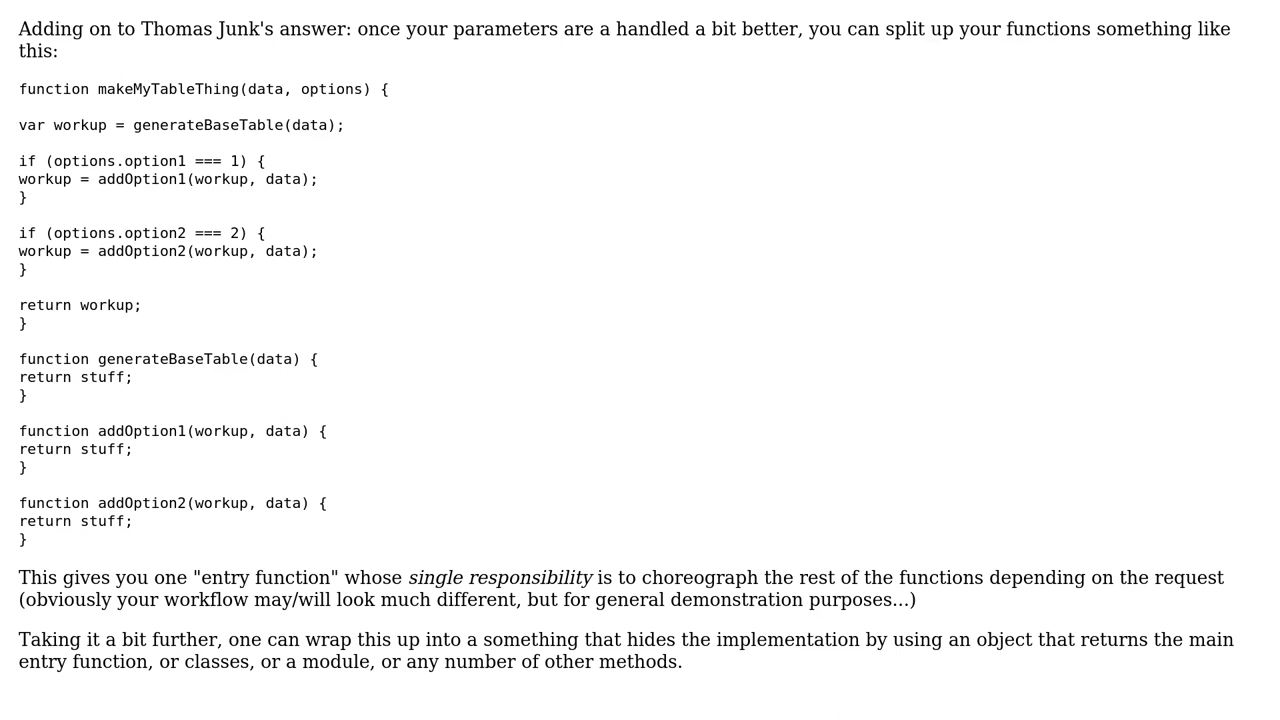 Adding on to Thomas Junk's answer: once your parameters are a handled a bit better, you can split up your functions something like
this:
function makeMyTableThing(data, options) {
var workup = generateBaseTable(data);
if (options.option1 === 1) {
workup = addOption1(workup, data);
}
if (options.option2 === 2) {
workup = addOption2(workup, data);
}
return workup;
}
function generateBaseTable(data) {
return stuff;
}
function addOption1(workup, data) {
return stuff;
}
function addOption2(workup, data) {
return stuff;
}
This gives you one "entry function" whose single responsibility is to choreograph the rest of the functions depending on the request
(obviously your workflow may/will look much different, but for general demonstration purposes...)
Taking it a bit further, one can wrap this up into a something that hides the implementation by using an object that returns the main
entry function, or classes, or a module, or any number of other methods.